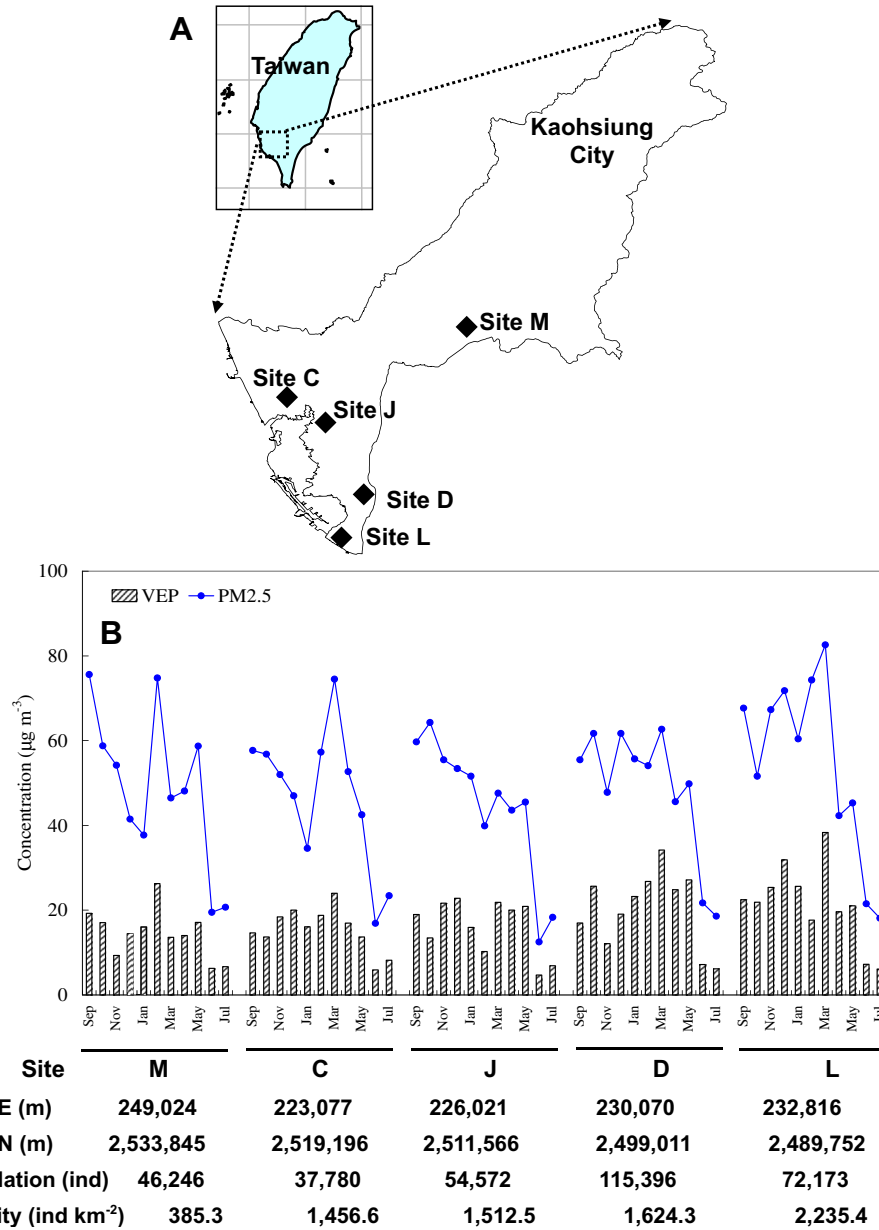 A
Taiwan
Kaohsiung
City
Site M
Site C
Site J
Site D
Site L
100
VEP PM2.5
B
80
60
40
20
0
Concentration (µg m-3)
Sep Nov Jan Mar May Jul Sep Nov Jan Mar May Jul Sep Nov Jan Mar May Jul Sep Nov Jan Mar May Jul Sep Nov Jan Mar May Jul
Site M C J D L
E (m) 249,024 223,077 226,021 230,070 232,816
N (m) 2,533,845 2,519,196 2,511,566 2,499,011 2,489,752
lation (ind) 46,246 37,780 54,572 115,396 72,173
ity (ind km-2) 385.3 1,456.6 1,512.5 1,624.3 2,235.4